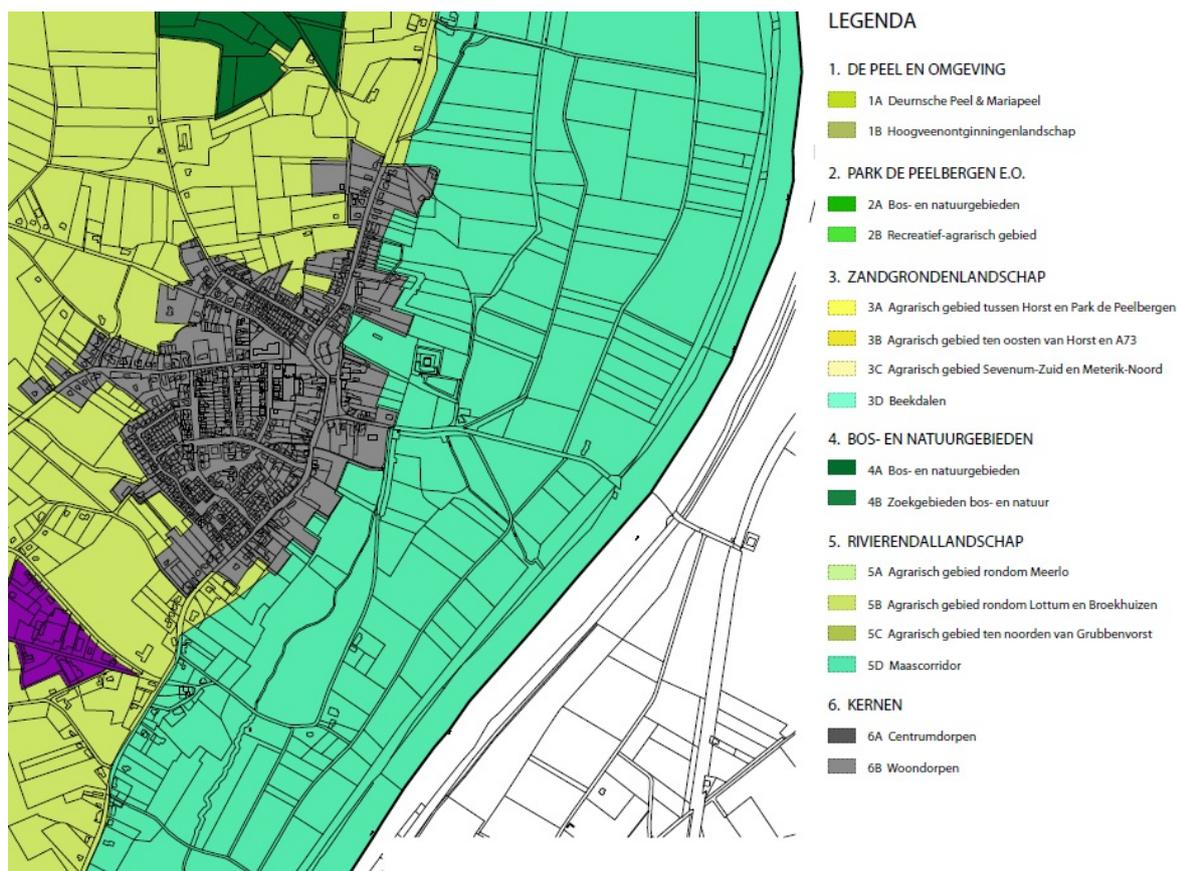 LEGENDA
1. DE PEEL EN OMGEVING
1A Deurnsche Peel & Mariapeel
1B Hoogveenontginningenlandschap
2. PARK DE PEELBERGEN E.O.
2A Bos- en natuurgebieden
2B Recreatief-agrarisch gebied
3. ZANDGRONDENLANDSCHAP
3A Agrarisch gebied tussen Horst en Park de Peelbergen
3B Agrarisch gebied ten oosten van Horst en A73
3C Agrarisch gebied Sevenum-Zuid en Meterik-Noord
3D Beekdalen
4. BOS- EN NATUURGEBIEDEN
4A Bos- en natuurgebieden
4B Zoekgebieden bos- en natuur
5. RIVIERENDALLANDSCHAP
5A Agrarisch gebied rondom Meerlo
5B Agrarisch gebied rondom Lottum en Broekhuizen
5C Agrarisch gebied ten noorden van Grubbenvorst
5D Maascorridor
6. KERNEN
6A Centrumdorpen
6B Woondorpen